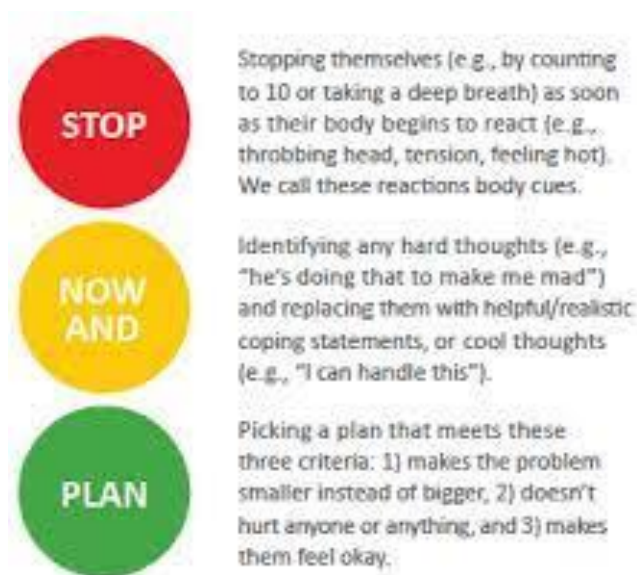 STOP
Stopping themselves (e.g., by counting
to 10 or taking a deep breath) as soon
as their body begins to react (e.g.,
throbbing head, tension, feeling hot).
We call these reactions body cues.
NOW
AND
Identifying any hard thoughts (e.g.,
"he's doing that to make me mad")
and replacing them with helpful/realistic
coping statements, or cool thoughts
(e.g., "I can handle this").
PLAN
Picking a plan that meets these
three criteria: 1) makes the problem
smaller instead of bigger, 2) doesn't
hurt anyone or anything, and 3) makes
them feel okay.